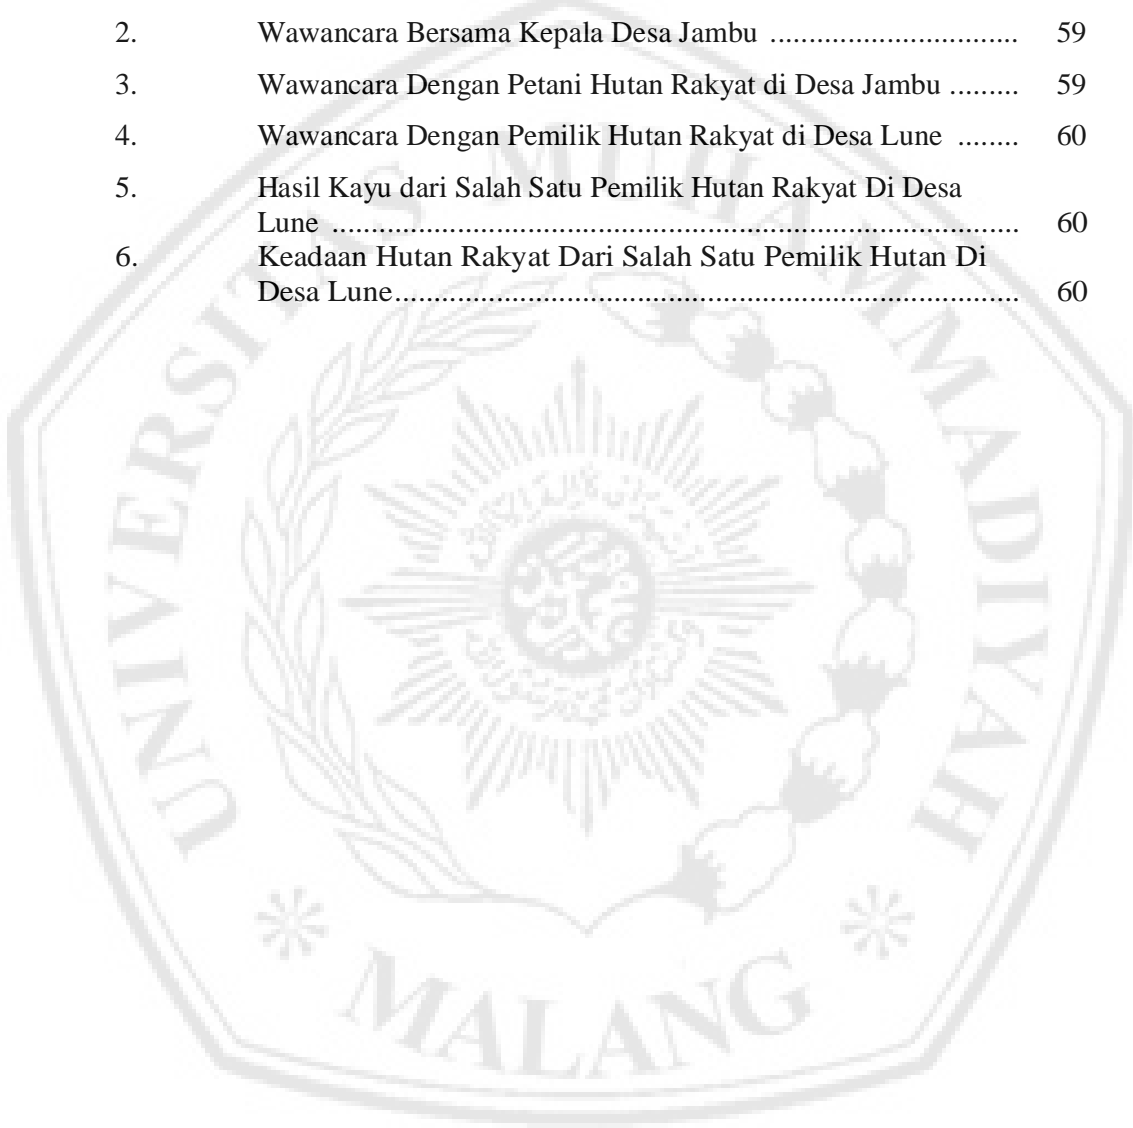 2. Wawancara Bersama Kepala Desa Jambu ................................ 59
3. Wawancara Dengan Petani Hutan Rakyat di Desa Jambu ......... 59
4. Wawancara Dengan Pemilik Hutan Rakyat di Desa Lune ........ 60
5. Hasil Kayu dari Salah Satu Pemilik Hutan Rakyat Di Desa
Lune ........................................................................................ 60
6. Keadaan Hutan Rakyat Dari Salah Satu Pemilik Hutan Di
Desa Lune................................................................................ 60
UNIVERSITAS MUHAMMADIYAH
MALANG